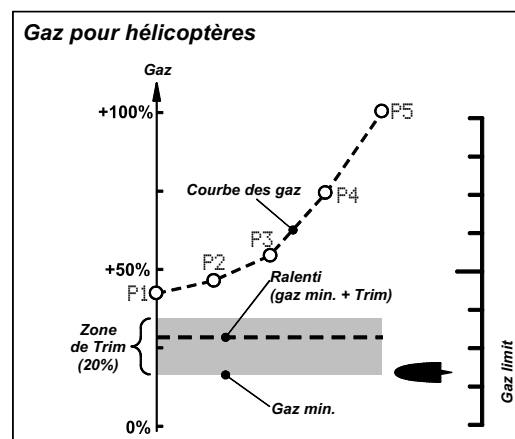 Gaz pour hélicoptères
Gaz
+100%
P5
P4
Courbe des gaz
P3
P2
+50%
P1
Ralenti
(gaz min. + Trim)
Zone
de Trim
(20%)
Gaz min.
0%
Gaz limit